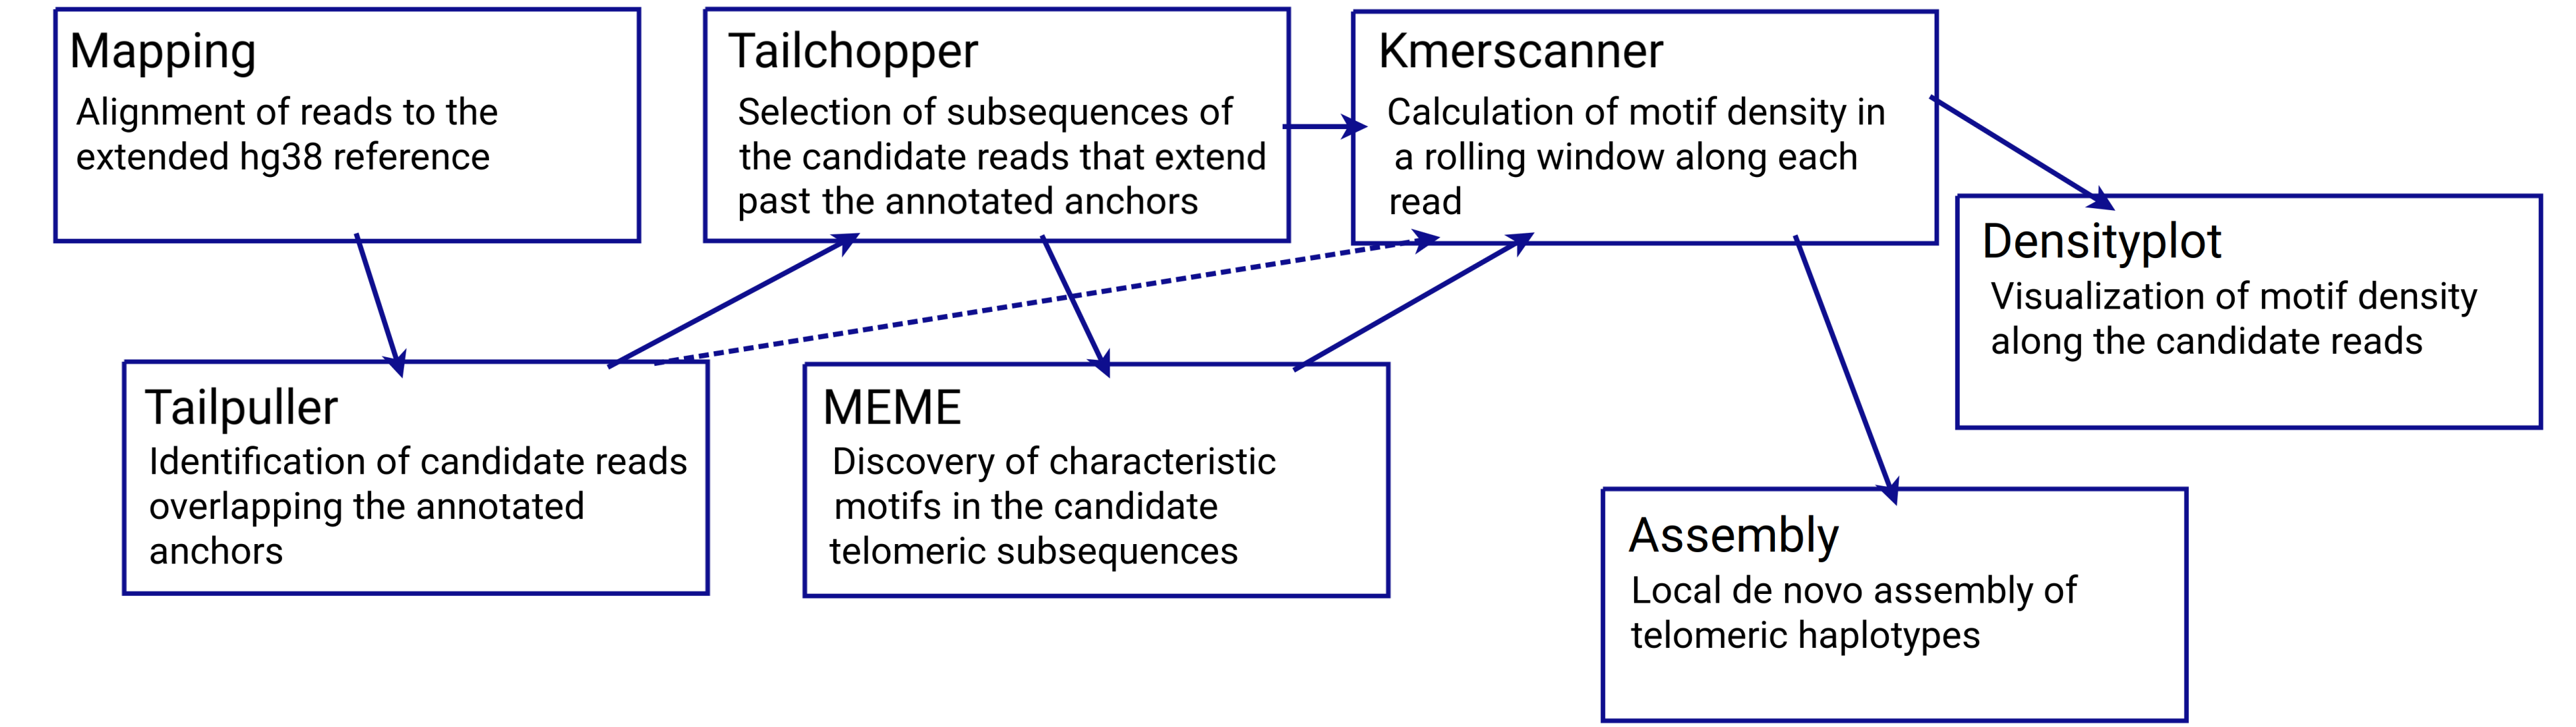 Mapping
Alignment of reads to the
extended hg38 reference
Tailchopper
Selection of subsequences of
the candidate reads that extend
past the annotated anchors
Kmerscanner
Calculation of motif density in
a rolling window along each
read
Densityplot
Visualization of motif density
along the candidate reads
Tailpuller
Identification of candidate reads
overlapping the annotated
anchors
MEME
Discovery of characteristic
motifs in the candidate
telomeric subsequences
Assembly
Local de novo assembly of
telomeric haplotypes